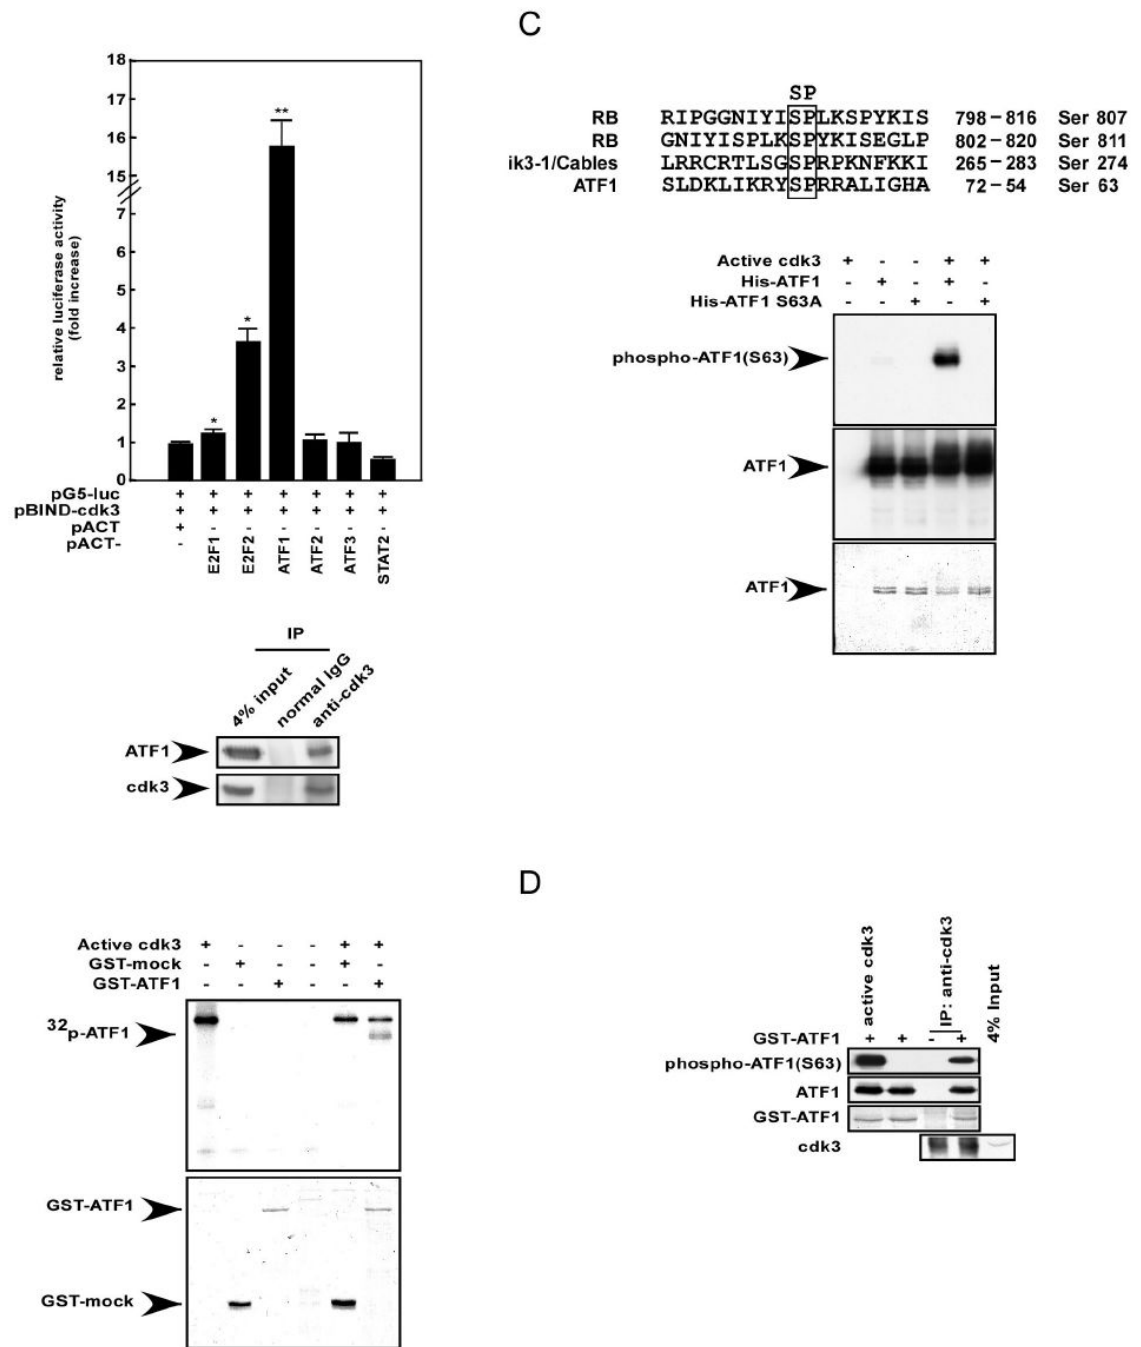 C
18
17
16
15
7
6
5
4
3
2
1
0
relative luciferase activity
(fold increase)
*
*
**
pG5-luc + + + + + + +
pBIND-cdk3 + + + + + + +
pACT + - - - - - -
pACT- - E2F1 E2F2 ATF1 ATF2 ATF3 STAT2
IP
4% input
normal IgG
anti-cdk3
ATF1
cdk3
SP
RB RIPGGNIYISPLKSPYKIS 798-816 Ser 807
RB GNIYISPLKSPYKISEGLP 802-820 Ser 811
ik3-1/Cables LRRCRTLSGSPRPKNFKKI 265-283 Ser 274
ATF1 SLDKLIKRYSPRRALIGHA 72-54 Ser 63
Active cdk3 + - - + +
His-ATF1 - + - + -
His-ATF1 S63A - - + - +
phospho-ATF1(S63)
ATF1
ATF1
D
Active cdk3 + - - - + +
GST-mock - + - - + -
GST-ATF1 - - + - - +
32p-ATF1
GST-ATF1
GST-mock
active cdk3
IP: anti-cdk3
4% Input
GST-ATF1 + + - +
phospho-ATF1(S63)
ATF1
GST-ATF1
cdk3